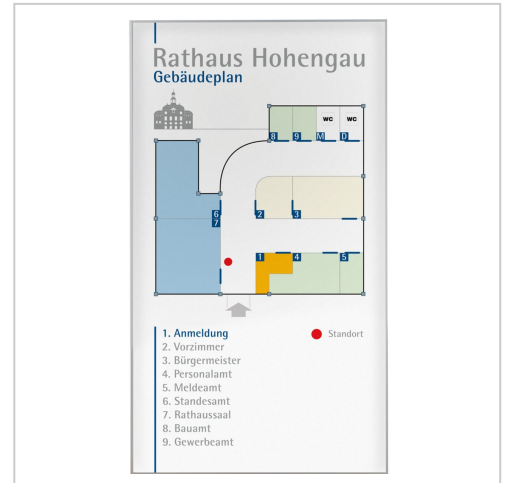 Rathaus Hohengau
Gebäudeplan
WC WC
8 9 M D
6 2 3
7
1 4 5
1. Anmeldung
2. Vorzimmer
3. Bürgermeister
4. Personalamt
5. Meldeamt
6. Standesamt
7. Rathaussaal
8. Bauamt
9. Gewerbeamt
Standort